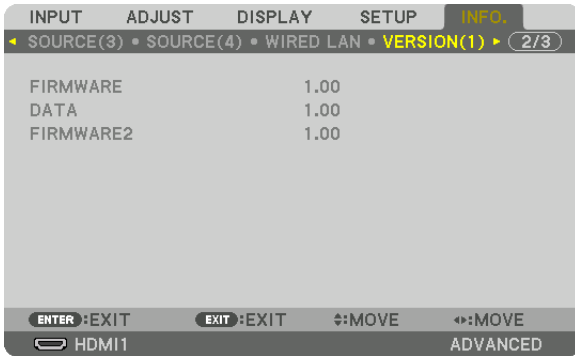 INPUT ADJUST DISPLAY SETUP INFO.
SOURCE(3) • SOURCE(4) • WIRED LAN • VERSION(1) 2/3
FIRMWARE 1.00
DATA 1.00
FIRMWARE2 1.00
ENTER :EXIT EXIT :EXIT :MOVE :MOVE
HDMI1 ADVANCED